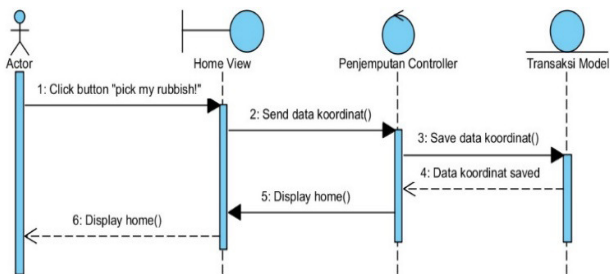 Actor
Home View
Penjemputan Controller
Transaksi Model
1: Click button "pick my rubbish!"
2: Send data koordinat()
3: Save data koordinat()
4: Data koordinat saved
5: Display home()
6: Display home()